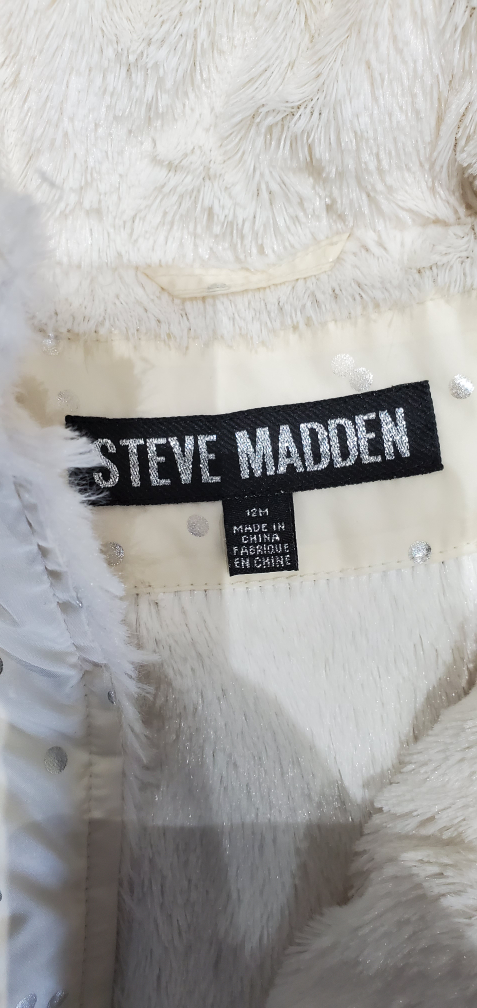 STEVE MADDEN
12M
MADE IN
CHINA
FABRIQUE
EN CHINE